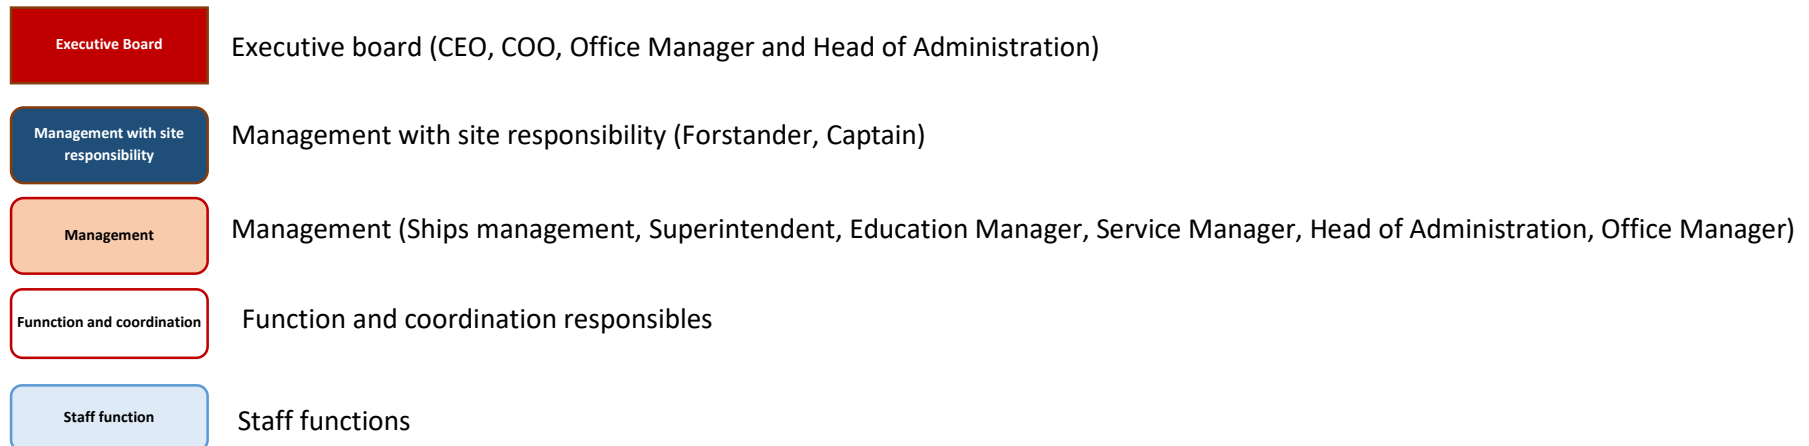 Executive Board
Executive board (CEO, COO, Office Manager and Head of Administration)
Management with site
responsibility
Management with site responsibility (Forstander, Captain)
Management
Management (Ships management, Superintendent, Education Manager, Service Manager, Head of Administration, Office Manager)
Funnction and coordination
Function and coordination responsibles
Staff function
Staff functions